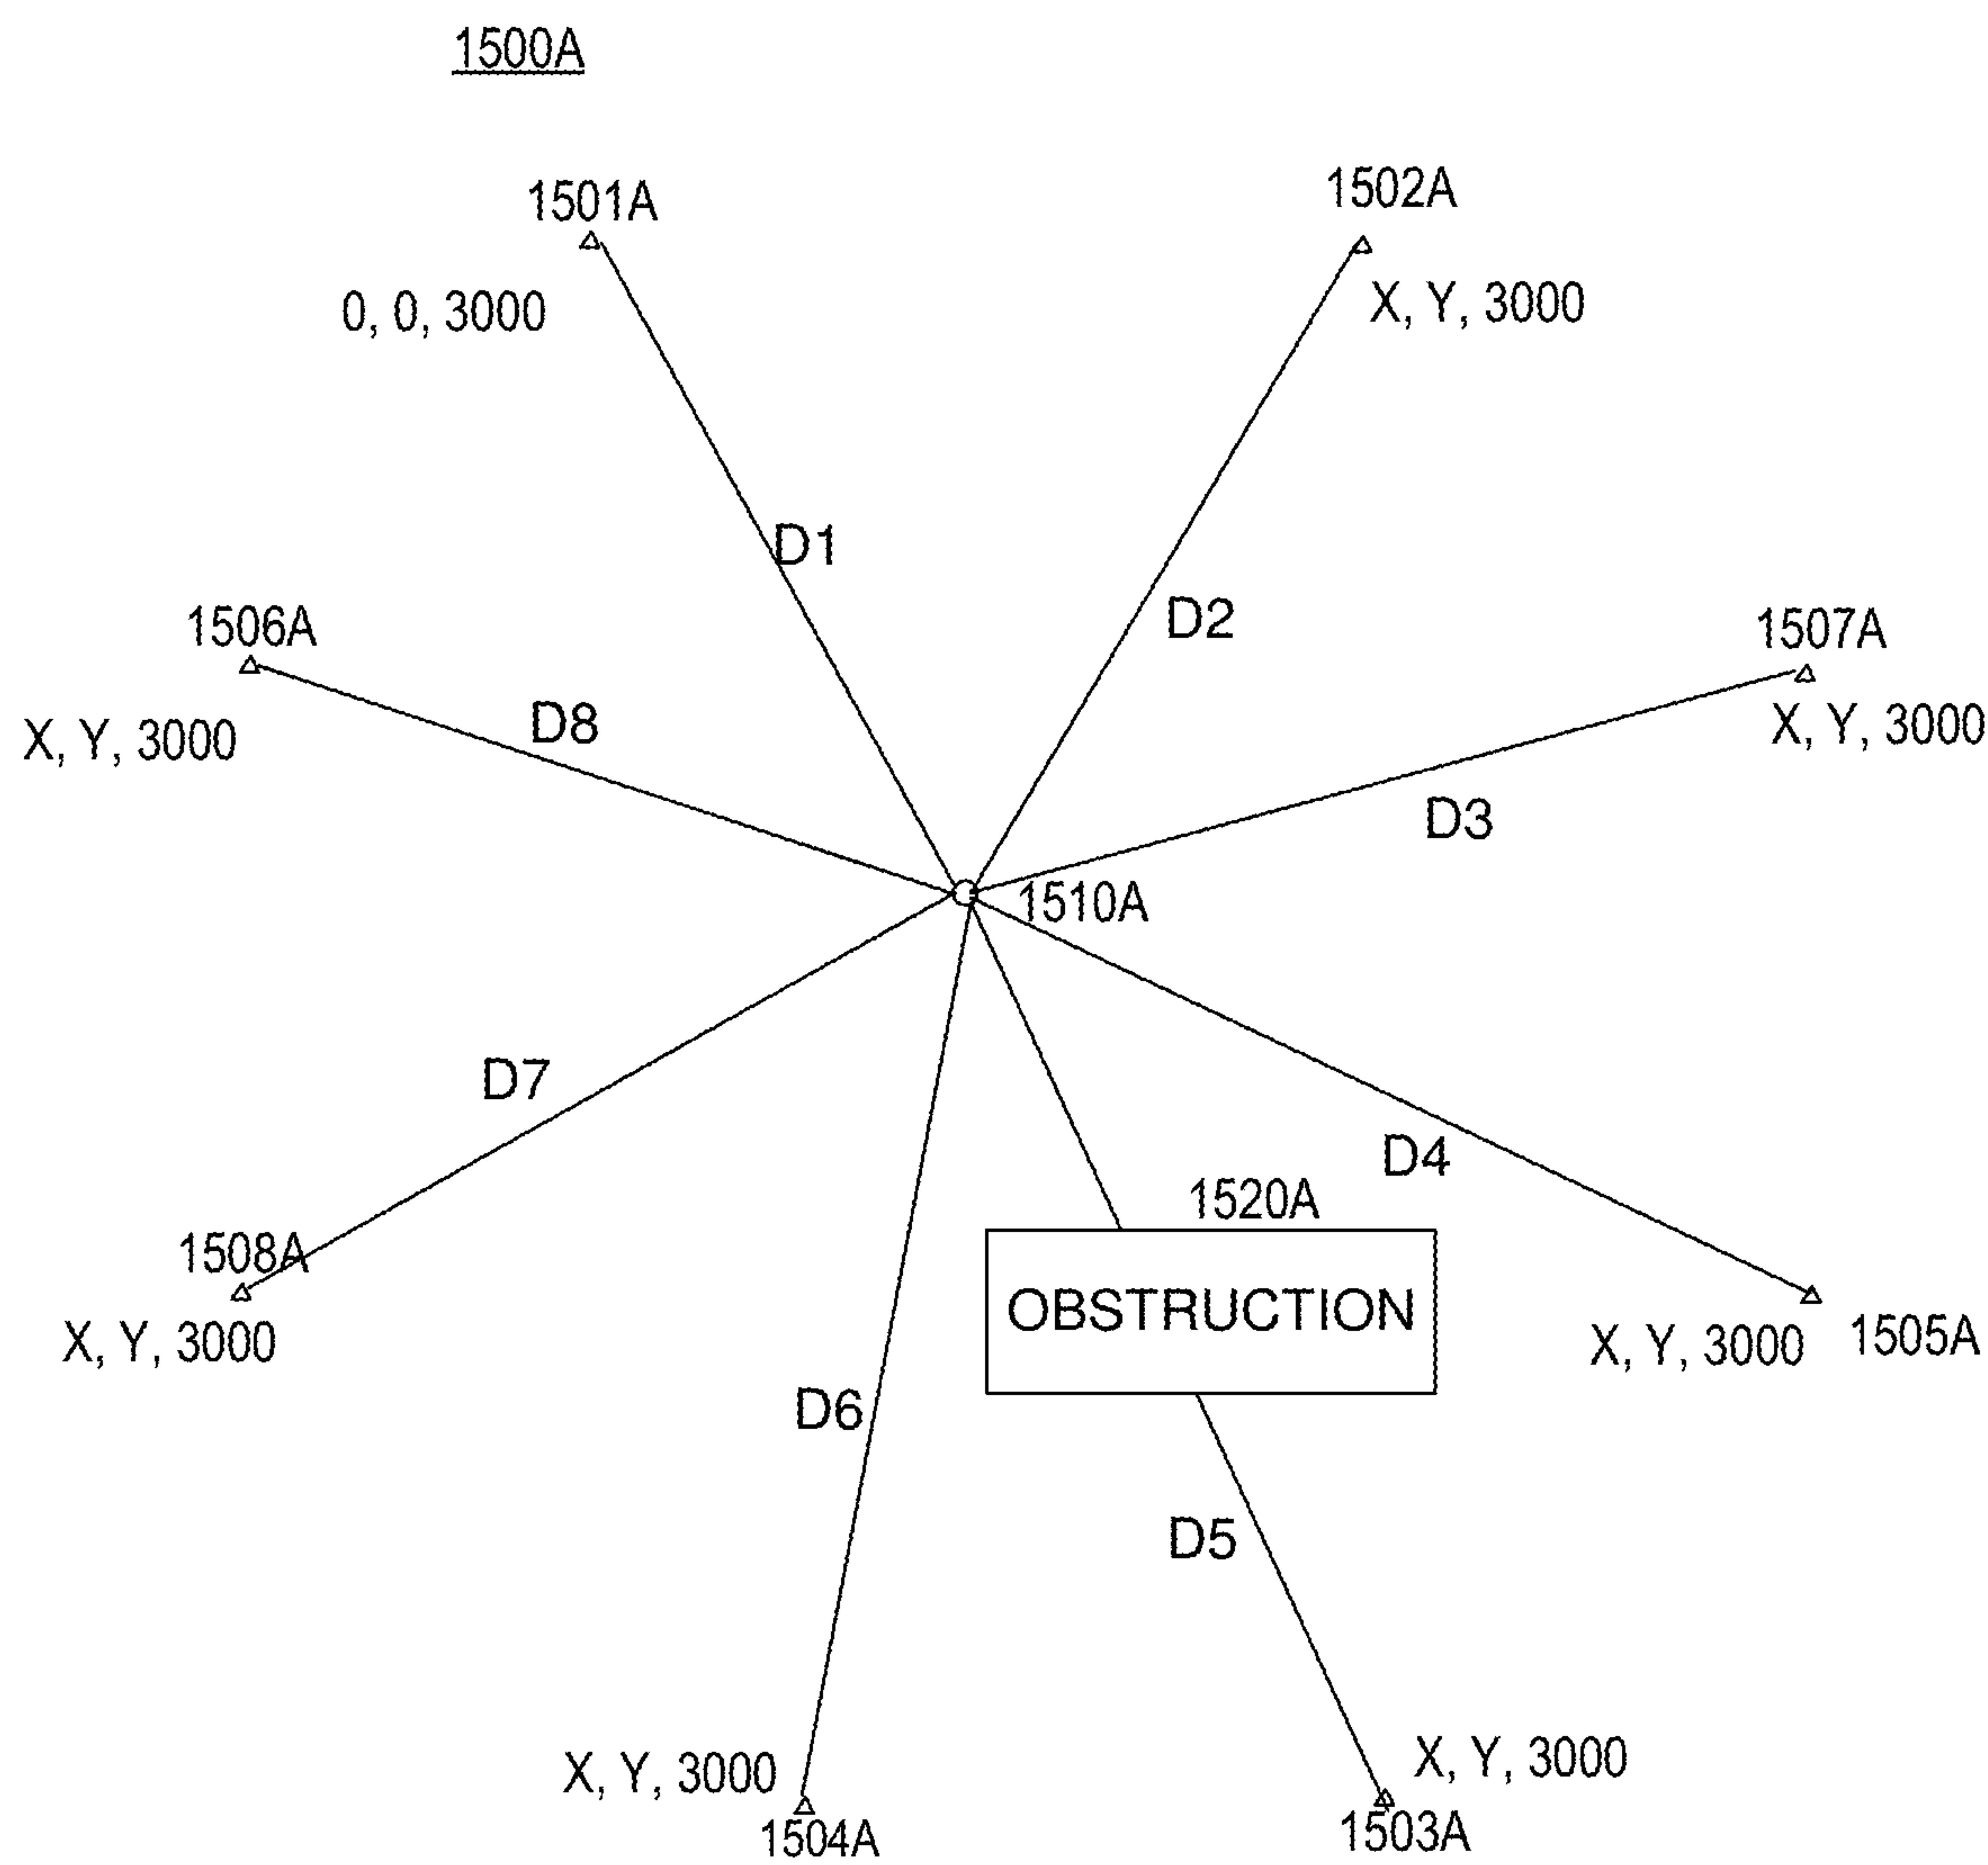 1500A
1501A
1502A
0, 0, 3000
X, Y, 3000
D1
D2
1506A
1507A
X, Y, 3000
D8
X, Y, 3000
D3
1510A
D7
D4
1520A
1508A
OBSTRUCTION
X, Y, 3000
X, Y, 3000
1505A
D6
D5
X, Y, 3000
X, Y, 3000
1504A
1503A